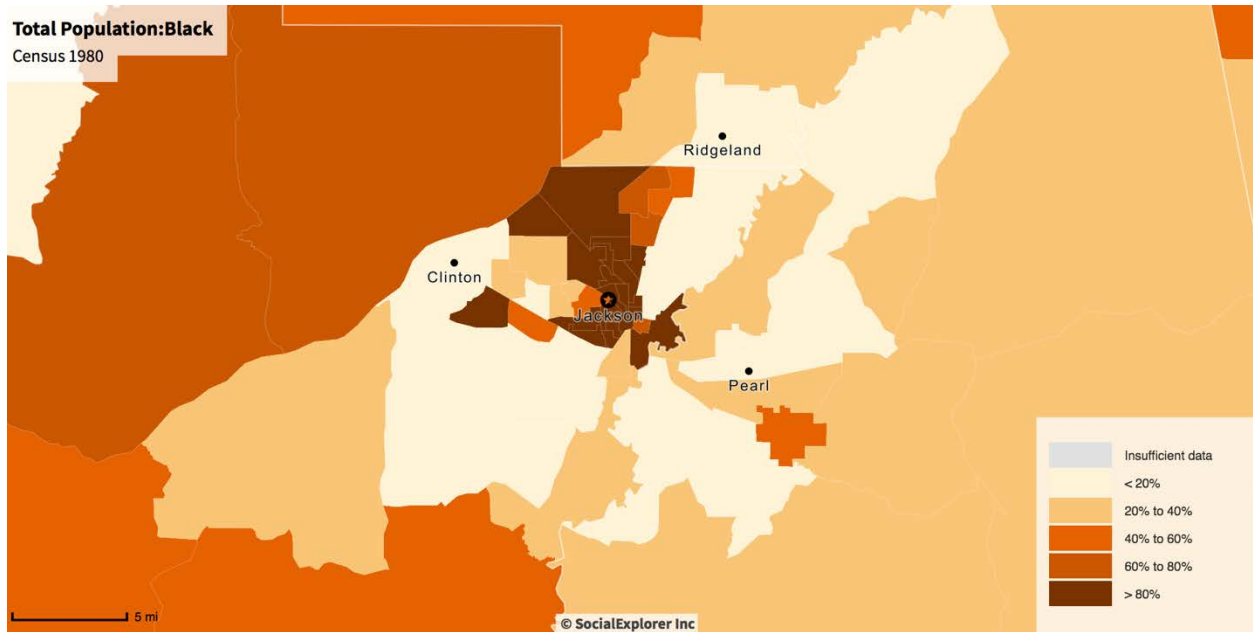 Total Population:Black
Census 1980
Ridgeland
Clinton
Jackson
Pearl
Insufficient data
< 20%
20% to 40%
40% to 60%
60% to 80%
> 80%
5 mi
© SocialExplorer Inc